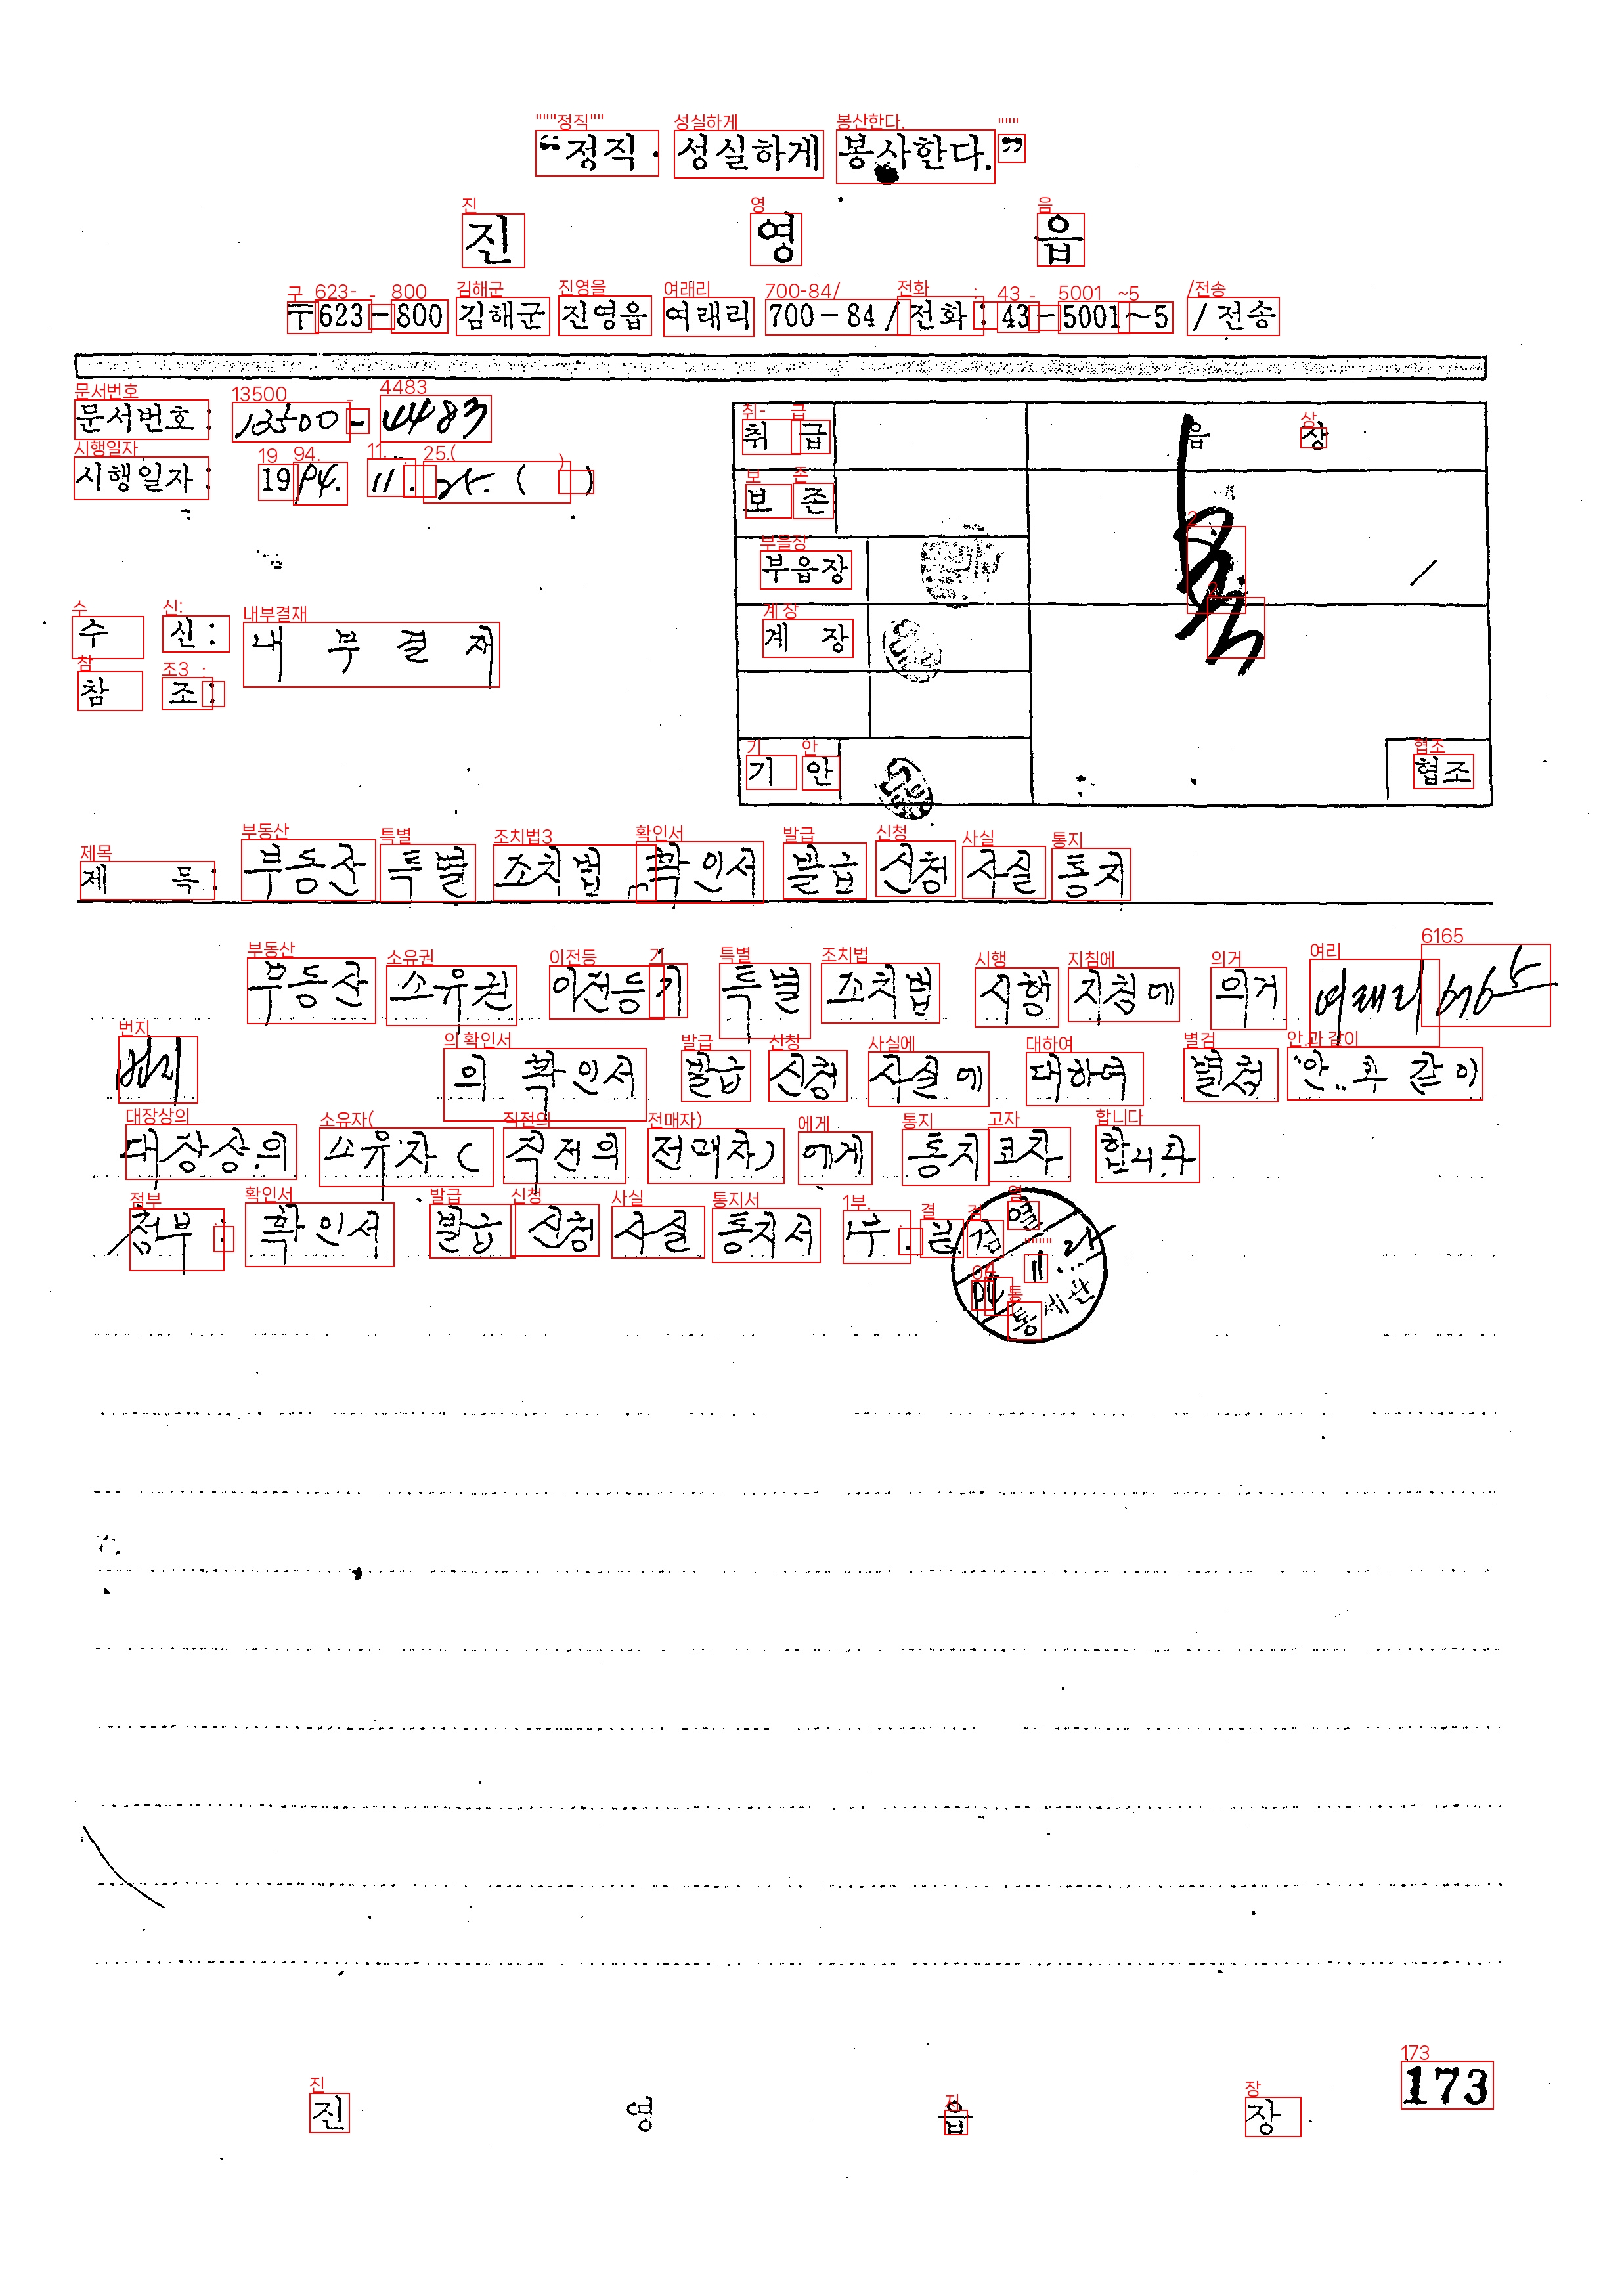 “정직· 성실하게 봉사한다.”
진 영 읍
〒623-800 김해군 진영읍 여래리 700-84 / 전화: 43-5001~5 / 전송
문서번호: 13500 - 4483
시행일자: 1994. 11. 25. ( )
취 급
읍 장
보 존
부읍장
계 장
수 신: 내 부 결 재
참 조:
기 안
협조
제 목: 부동산 특별 조치법 확인서 발급 신청 사실 통지
부동산 소유권 이전등기 특별 조치법 시행 지침에 의거 여래리
번지 의 확인서 발급 신청 사실에 대하여 별첨 "안"과 같이
대장상의 소유자 ( 직전의 전매자) 에게 통지코자 합니다
첨부: 확인서 발급 신청 사실 통지서 1부. 끝.
검열
94 11.
통제관
진 영 읍 장
173